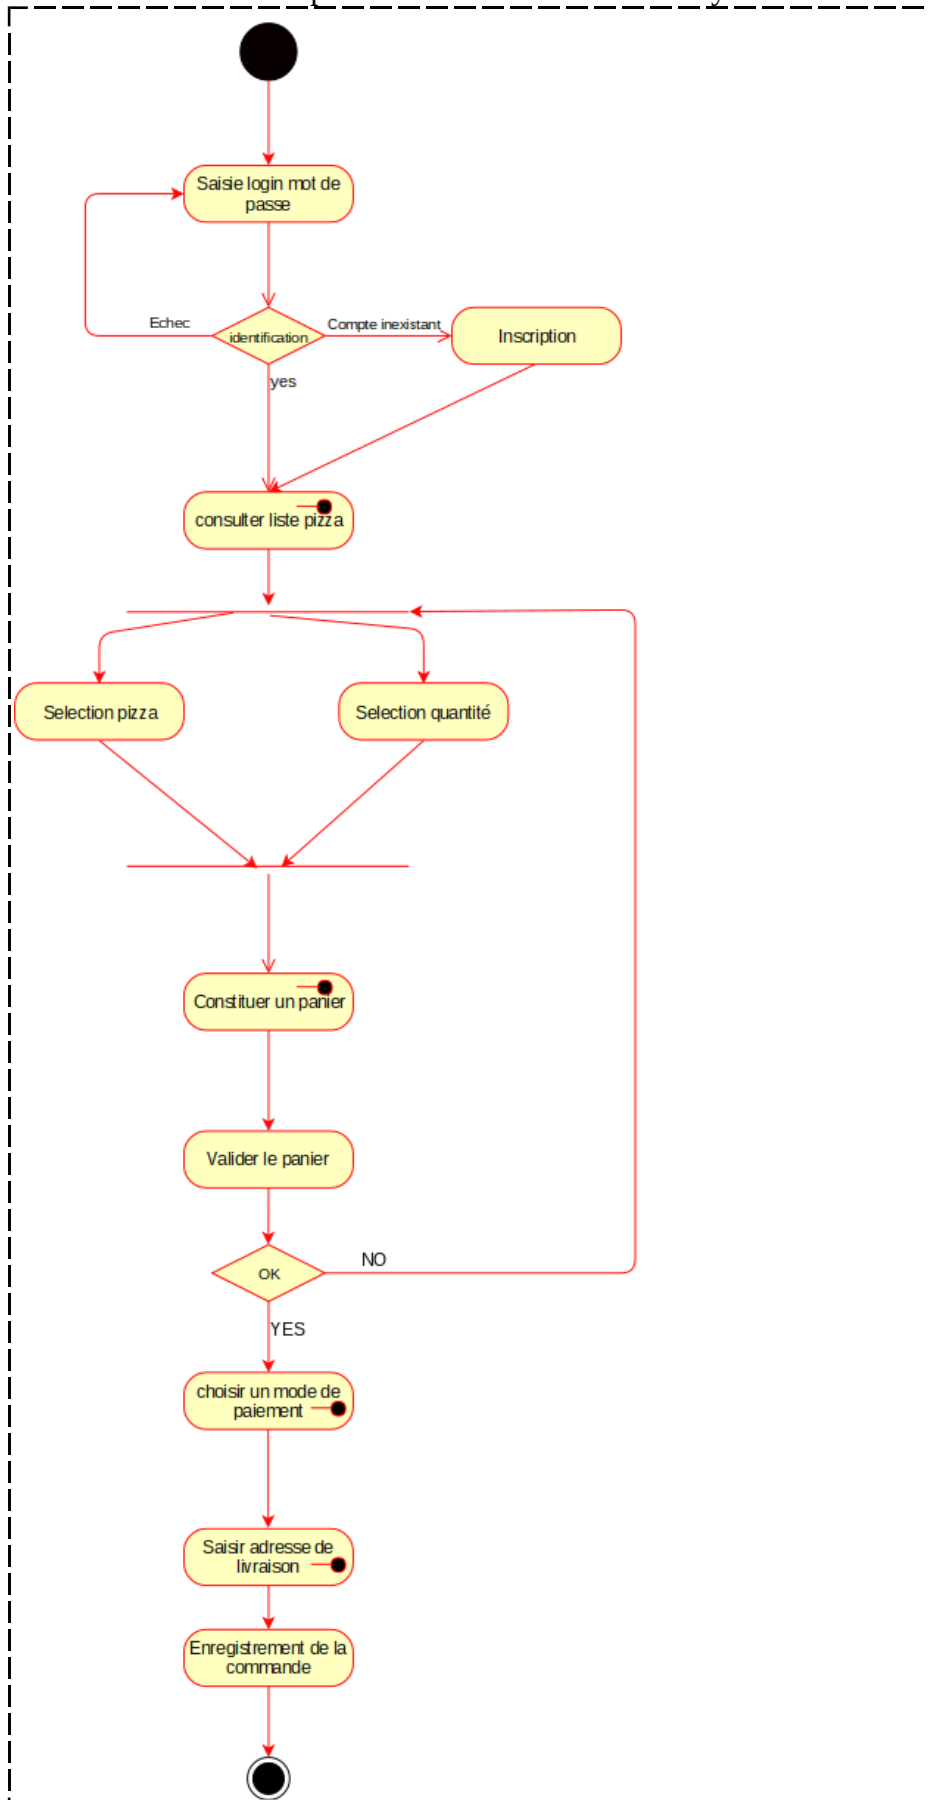 Saisie login mot de
passe
Echec
identification
Compte inexistant
Inscription
yes
consulter liste pizza
Selection pizza
Selection quantité
Constituer un panier
Valider le panier
OK
NO
YES
choisir un mode de
paiement
Saisir adresse de
livraison
Enregistrement de la
commande